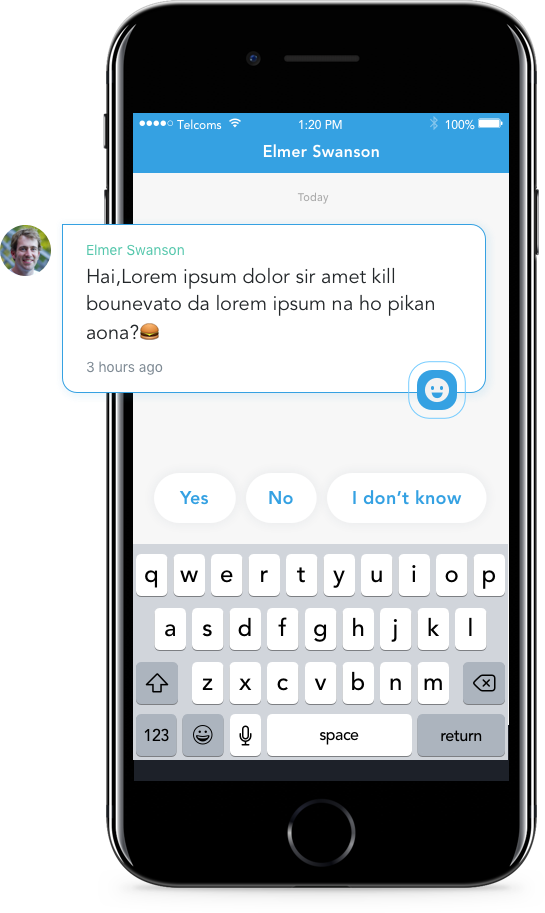 Telcoms 1:20 PM 100%
Elmer Swanson
Today
Elmer Swanson
Hai,Lorem ipsum dolor sir amet kill
bounevato da lorem ipsum na ho pikan
aona?🍔
3 hours ago
Yes No I don’t know
q w e r t y u i o p
a s d f g h j k l
z x c v b n m
123 space return